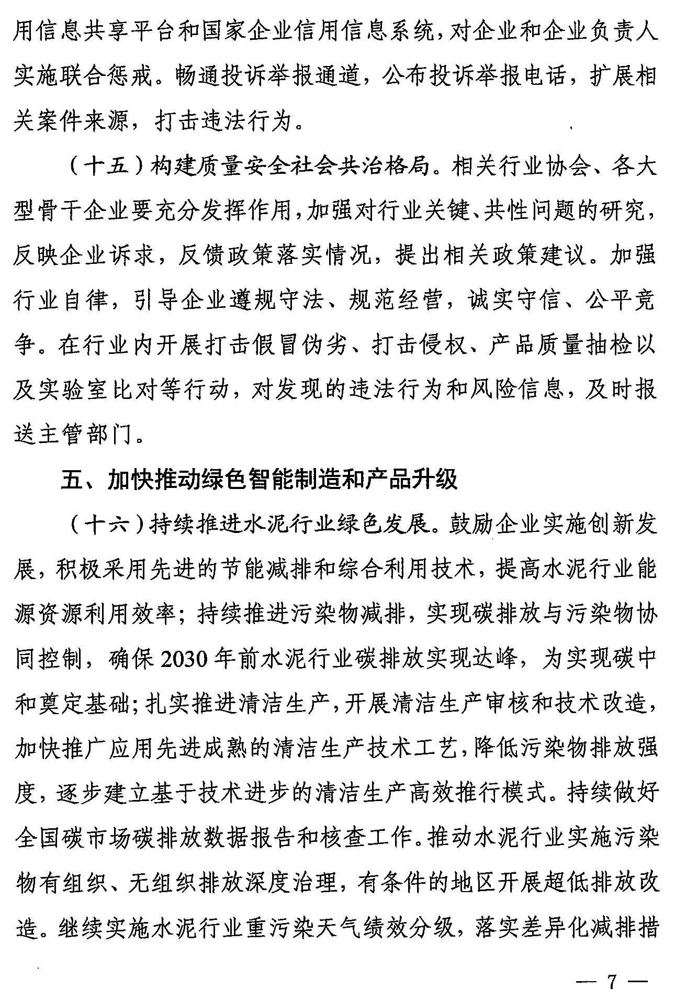 用信息共享平台和国家企业信用信息系统，对企业和企业负责人
实施联合惩戒。畅通投诉举报通道，公布投诉举报电话，扩展相
关案件来源，打击违法行为。
（十五）构建质量安全社会共治格局。相关行业协会、各大
型骨干企业要充分发挥作用，加强对行业关键、共性问题的研究，
反映企业诉求，反馈政策落实情况，提出相关政策建议。加强
行业自律，引导企业遵规守法、规范经营，诚实守信、公平竞
争。在行业内开展打击假冒伪劣、打击侵权、产品质量抽检以
及实验室比对等行动，对发现的违法行为和风险信息，及时报
送主管部门。
五、加快推动绿色智能制造和产品升级
（十六）持续推进水泥行业绿色发展。鼓励企业实施创新发
展，积极采用先进的节能减排和综合利用技术，提高水泥行业能
源资源利用效率；持续推进污染物减排，实现碳排放与污染物协
同控制，确保 2030 年前水泥行业碳排放实现达峰，为实现碳中
和奠定基础；扎实推进清洁生产，开展清洁生产审核和技术改造，
加快推广应用先进成熟的清洁生产技术工艺，降低污染物排放强
度，逐步建立基于技术进步的清洁生产高效推行模式。持续做好
全国碳市场碳排放数据报告和核查工作。推动水泥行业实施污染
物有组织、无组织排放深度治理，有条件的地区开展超低排放改
造。继续实施水泥行业重污染天气绩效分级，落实差异化减排措
— 7 —